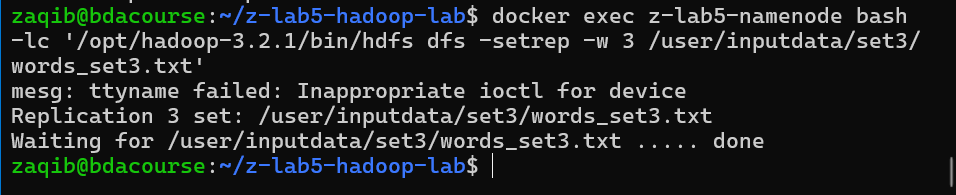 zaqib@bdacourse:~/z-lab5-hadoop-lab$ docker exec z-lab5-namenode bash
-lc '/opt/hadoop-3.2.1/bin/hdfs dfs -setrep -w 3 /user/inputdata/set3/
words_set3.txt'
mesg: ttyname failed: Inappropriate ioctl for device
Replication 3 set: /user/inputdata/set3/words_set3.txt
Waiting for /user/inputdata/set3/words_set3.txt ..... done
zaqib@bdacourse:~/z-lab5-hadoop-lab$